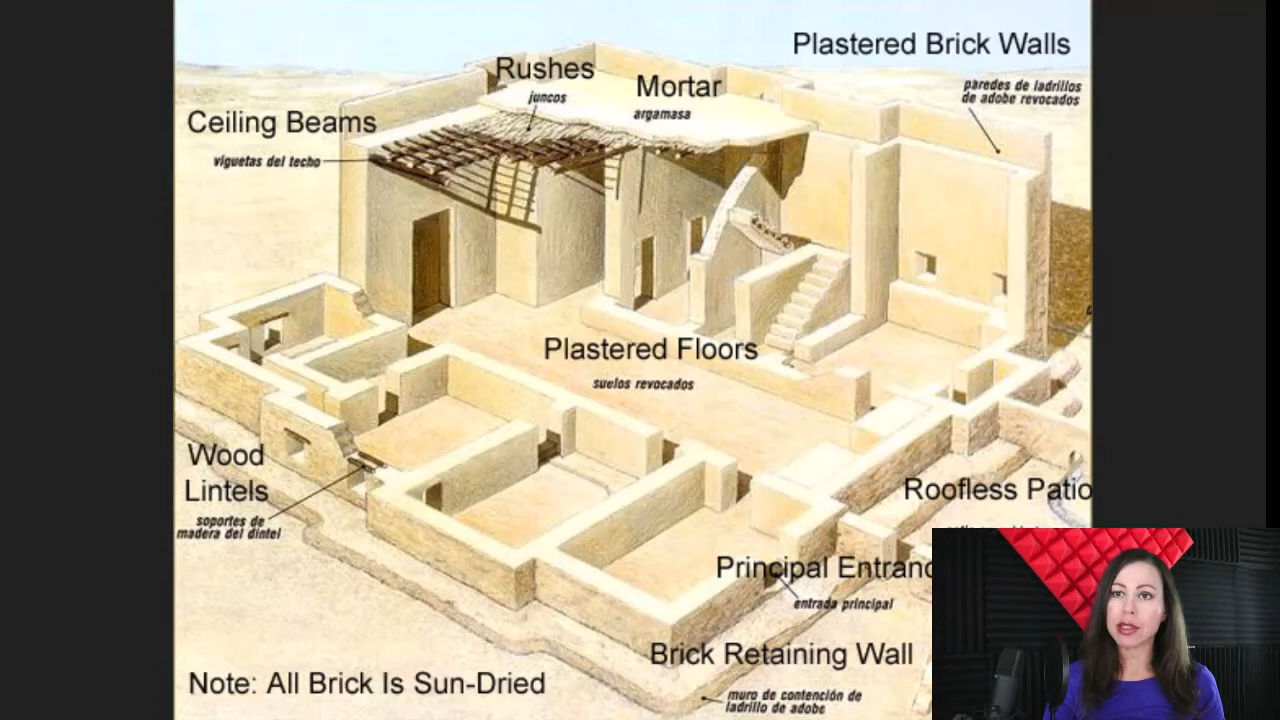 Plastered Brick Walls
paredes de ladrillos
de adobe revocados
Rushes
juncos
Mortar
argamasa
Ceiling Beams
viguetas del techo
Plastered Floors
suelos revocados
Wood
Lintels
soportes de
madera del dintel
Roofless Patio
Principal Entranc
entrada principal
Brick Retaining Wall
muro de contención de
ladrillo de adobe
Note: All Brick Is Sun-Dried